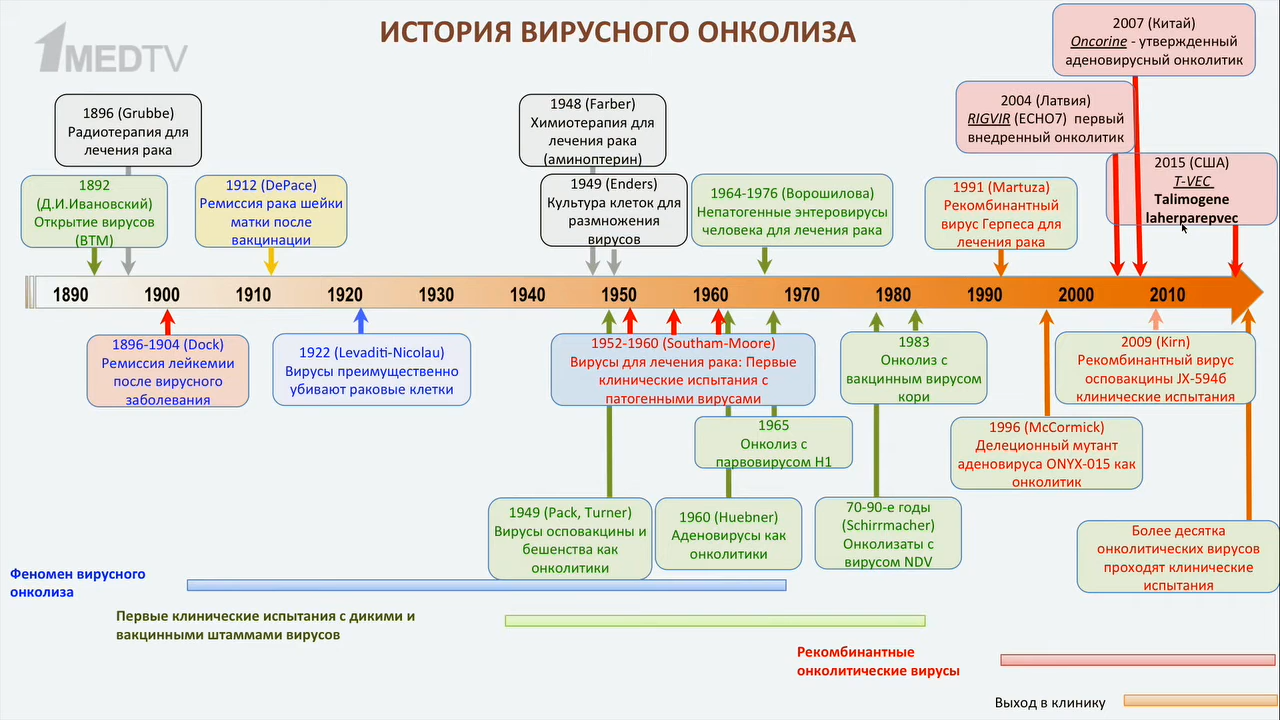 1MEDTV
ИСТОРИЯ ВИРУСНОГО ОНКОЛИЗА
2007 (Китай)
Oncorine - утвержденный
аденовирусный онколитик
2004 (Латвия)
RIGVIR (ECHO7) первый
внедренный онколитик
2015 (США)
T-VEC
Talimogene
laherparepvec
1896 (Grubbe)
Радиотерапия для
лечения рака
1948 (Farber)
Химиотерапия для
лечения рака
(аминоптерин)
1892
(Д.И.Ивановский)
Открытие вирусов
(ВТМ)
1912 (DePace)
Ремиссия рака шейки
матки после
вакцинации
1949 (Enders)
Культура клеток для
размножения
вирусов
1964-1976 (Ворошилова)
Непатогенные энтеровирусы
человека для лечения рака
1991 (Martuza)
Рекомбинантный
вирус Герпеса для
лечения рака
1890 1900 1910 1920 1930 1940 1950 1960 1970 1980 1990 2000 2010
1896-1904 (Dock)
Ремиссия лейкемии
после вирусного
заболевания
1922 (Levaditi-Nicolau)
Вирусы преимущественно
убивают раковые клетки
1952-1960 (Southam-Moore)
Вирусы для лечения рака: Первые
клинические испытания с
патогенными вирусами
1983
Онколиз с
вакцинным вирусом
кори
2009 (Kirn)
Рекомбинантный вирус
осповакцины JX-594б
клинические испытания
1965
Онколиз с
парвовирусом H1
1996 (McCormick)
Делеционный мутант
аденовируса ONYX-015 как
онколитик
1949 (Pack, Turner)
Вирусы осповакцины и
бешенства как
онколитики
1960 (Huebner)
Аденовирусы как
онколитики
70-90-е годы
(Schirrmacher)
Онколизаты с
вирусом NDV
Более десятка
онколитических вирусов
проходят клинические
испытания
Феномен вирусного
онколиза
Первые клинические испытания с дикими и
вакцинными штаммами вирусов
Рекомбинантные
онколитические вирусы
Выход в клинику